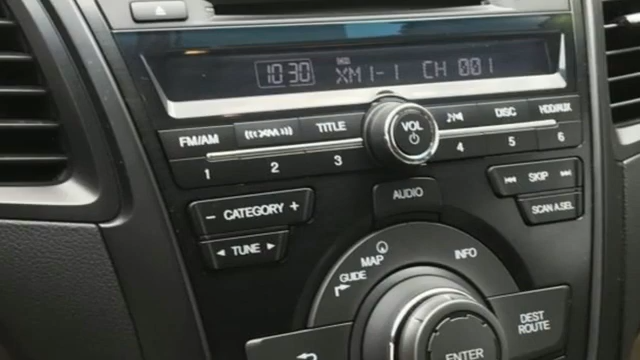 10:30 XM1-1 CH 001
FM/AM ((XM)) TITLE VOL DISC HDD/AUX
1 2 3 4 5 6
- CATEGORY + AUDIO SKIP
TUNE SCAN A.SEL
MAP INFO
GUIDE
DEST
ROUTE
ENTER